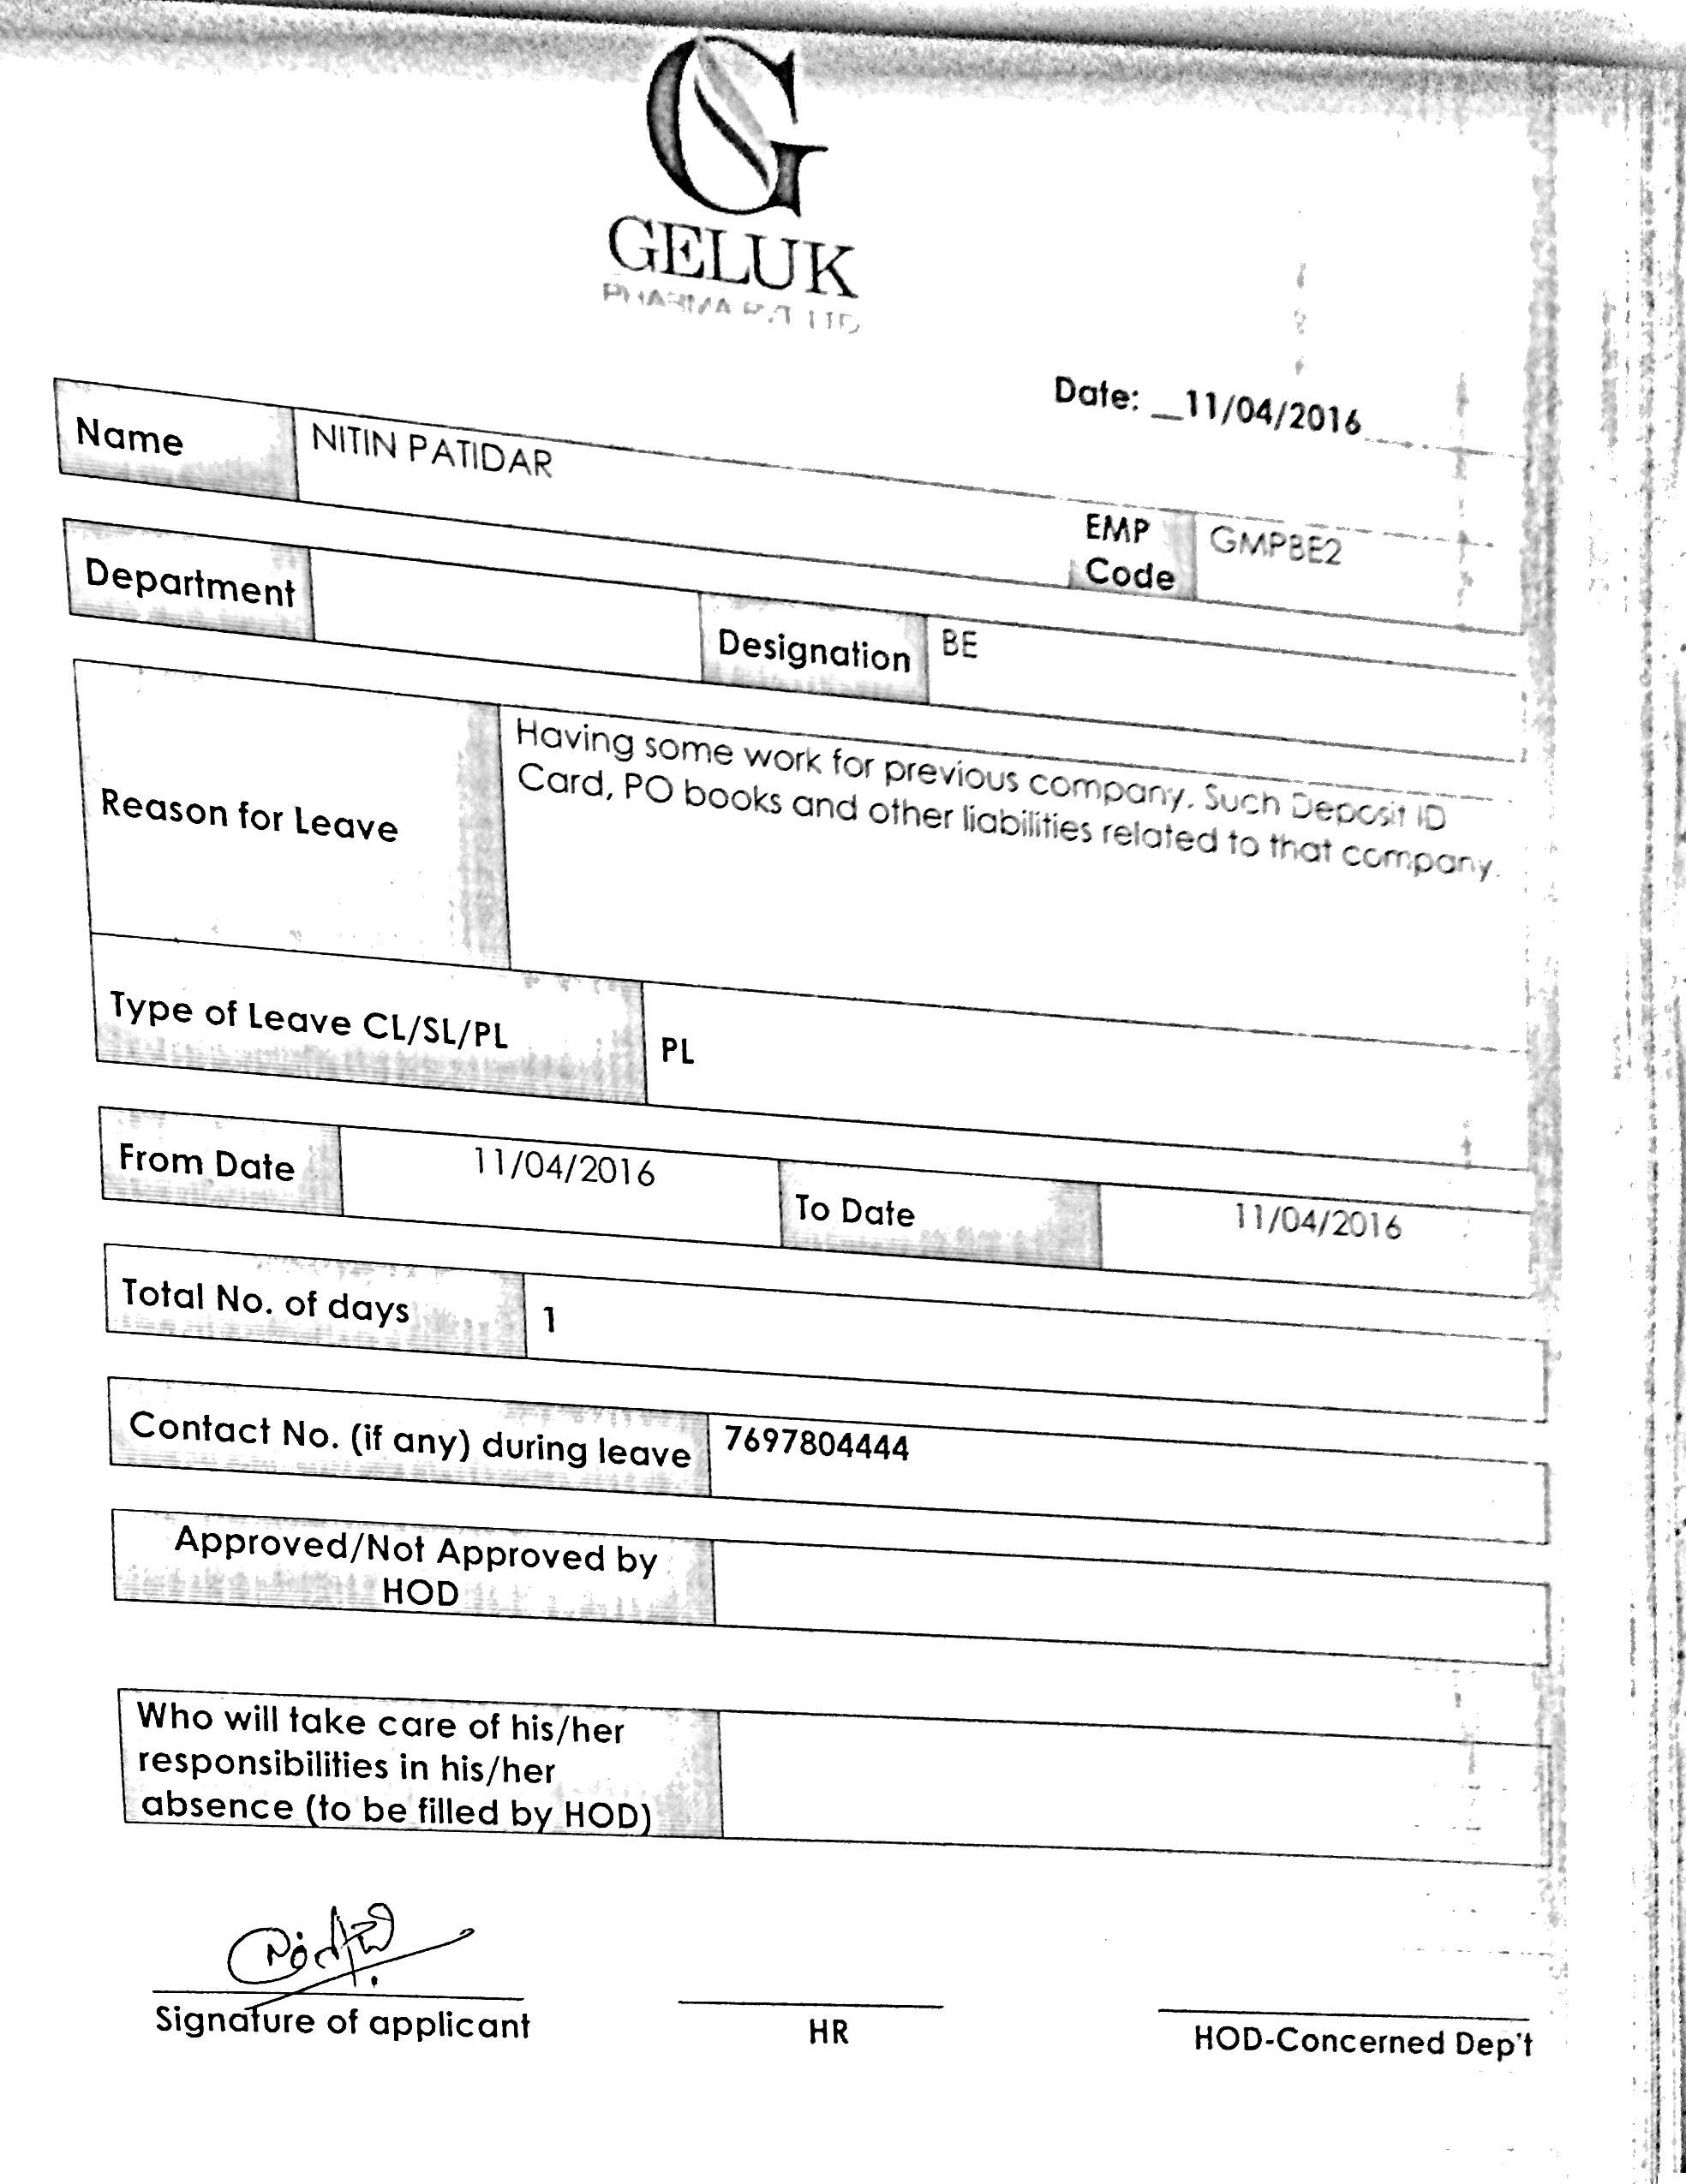 G
GELUK
PHARMA PVT LTD
Date: __11/04/2016
Name NITIN PATIDAR
EMP Code GMPBE2
Department
Designation BE
Reason for Leave
Having some work for previous company. Such Deposit ID
Card, PO books and other liabilities related to that company.
Type of Leave CL/SL/PL PL
From Date 11/04/2016 To Date 11/04/2016
Total No. of days 1
Contact No. (if any) during leave 7697804444
Approved/Not Approved by
HOD
Who will take care of his/her
responsibilities in his/her
absence (to be filled by HOD)
Signature of applicant HR HOD-Concerned Dep't